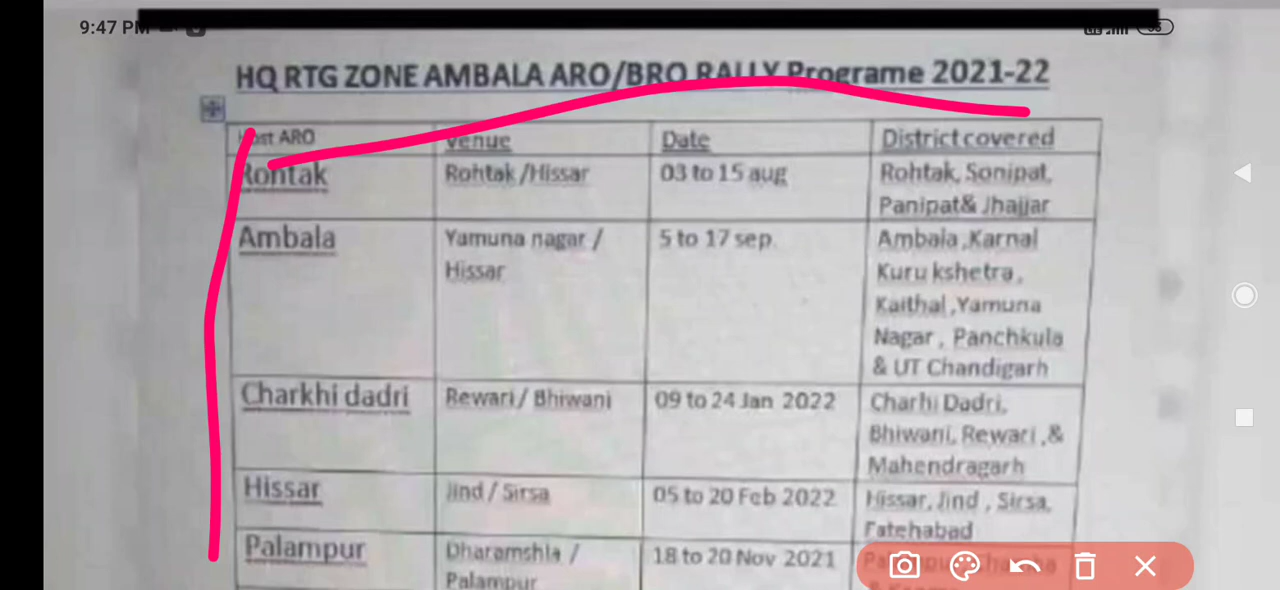 9:47 PM
HQ RTG ZONE AMBALA ARO/BRO RALLY Programe 2021-22
ARO Venue Date District covered
Rohtak Rohtak /Hissar 03 to 15 aug Rohtak, Sonipat,
Panipat& Jhajjar
Ambala Yamuna nagar / 5 to 17 sep. Ambala ,Karnal
Hissar Kuru kshetra,
Kaithal ,Yamuna
Nagar , Panchkula
& UT Chandigarh
Charkhi dadri Rewari / Bhiwani 09 to 24 Jan 2022 Charhi Dadri,
Bhiwani, Rewari ,&
Mahendragarh
Hissar Jind / Sirsa 05 to 20 Feb 2022 Hissar, Jind , Sirsa,
Fatehabad
Palampur Dharamshla / 18 to 20 Nov 2021
Palampur